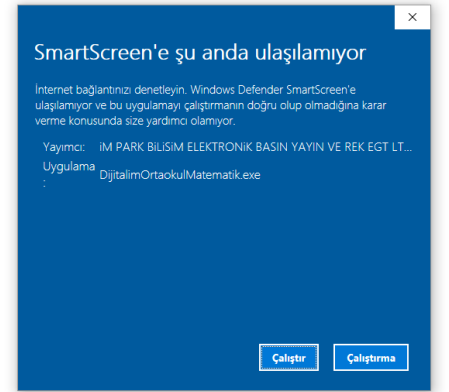 SmartScreen'e şu anda ulaşılamıyor
İnternet bağlantınızı denetleyin. Windows Defender SmartScreen'e
ulaşılamıyor ve bu uygulamayı çalıştırmanın doğru olup olmadığına karar
verme konusunda size yardımcı olamıyor.
Yayımcı: iM PARK BiLiSiM ELEKTRONiK BASIN YAYIN VE REK EGT LT...
Uygulama
: DijitalimOrtaokulMatematik.exe
Çalıştır Çalıştırma